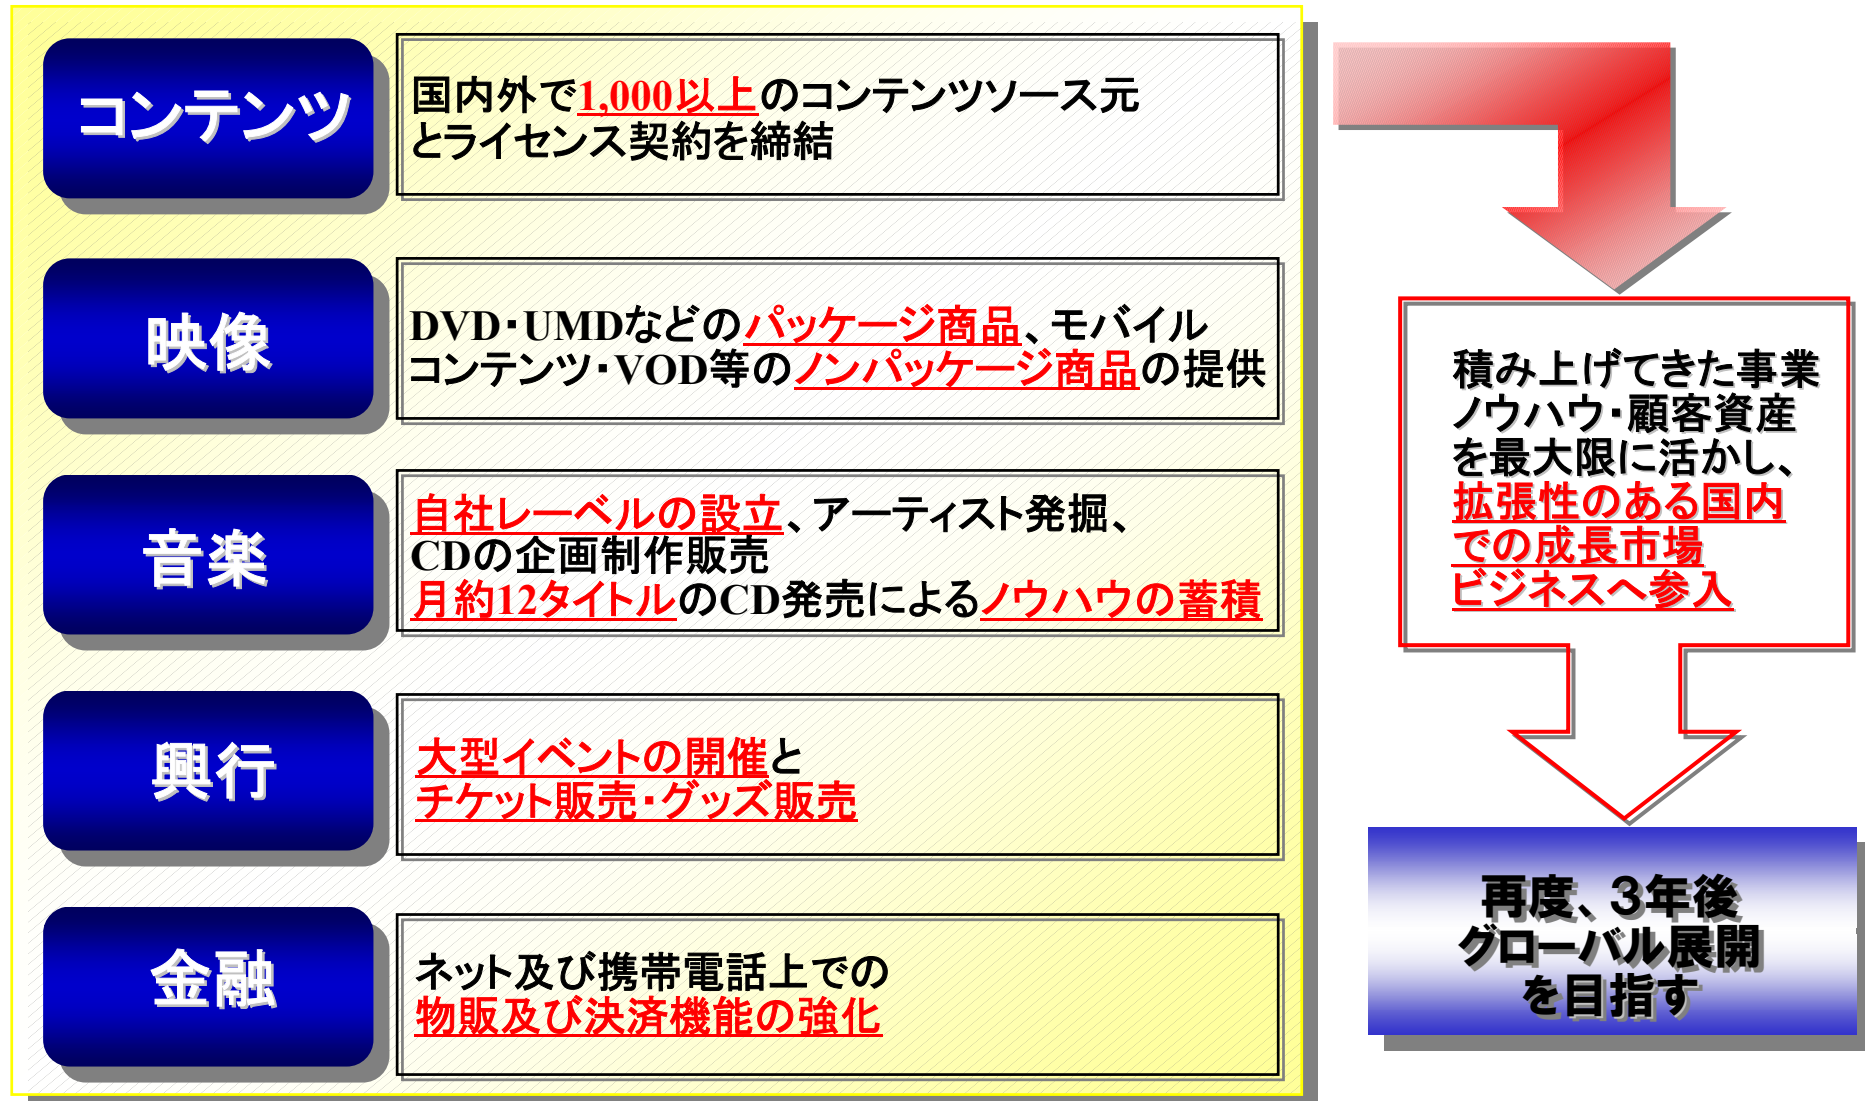 コンテンツ
国内外で1,000以上のコンテンツソース元
とライセンス契約を締結
映像
DVD・UMDなどのパッケージ商品、モバイル
コンテンツ・VOD等のノンパッケージ商品の提供
音楽
自社レーベルの設立、アーティスト発掘、
CDの企画制作販売
月約12タイトルのCD発売によるノウハウの蓄積
興行
大型イベントの開催と
チケット販売・グッズ販売
金融
ネット及び携帯電話上での
物販及び決済機能の強化
積み上げてきた事業
ノウハウ・顧客資産
を最大限に活かし、
拡張性のある国内
での成長市場
ビジネスへ参入
再度、３年後
グローバル展開
を目指す